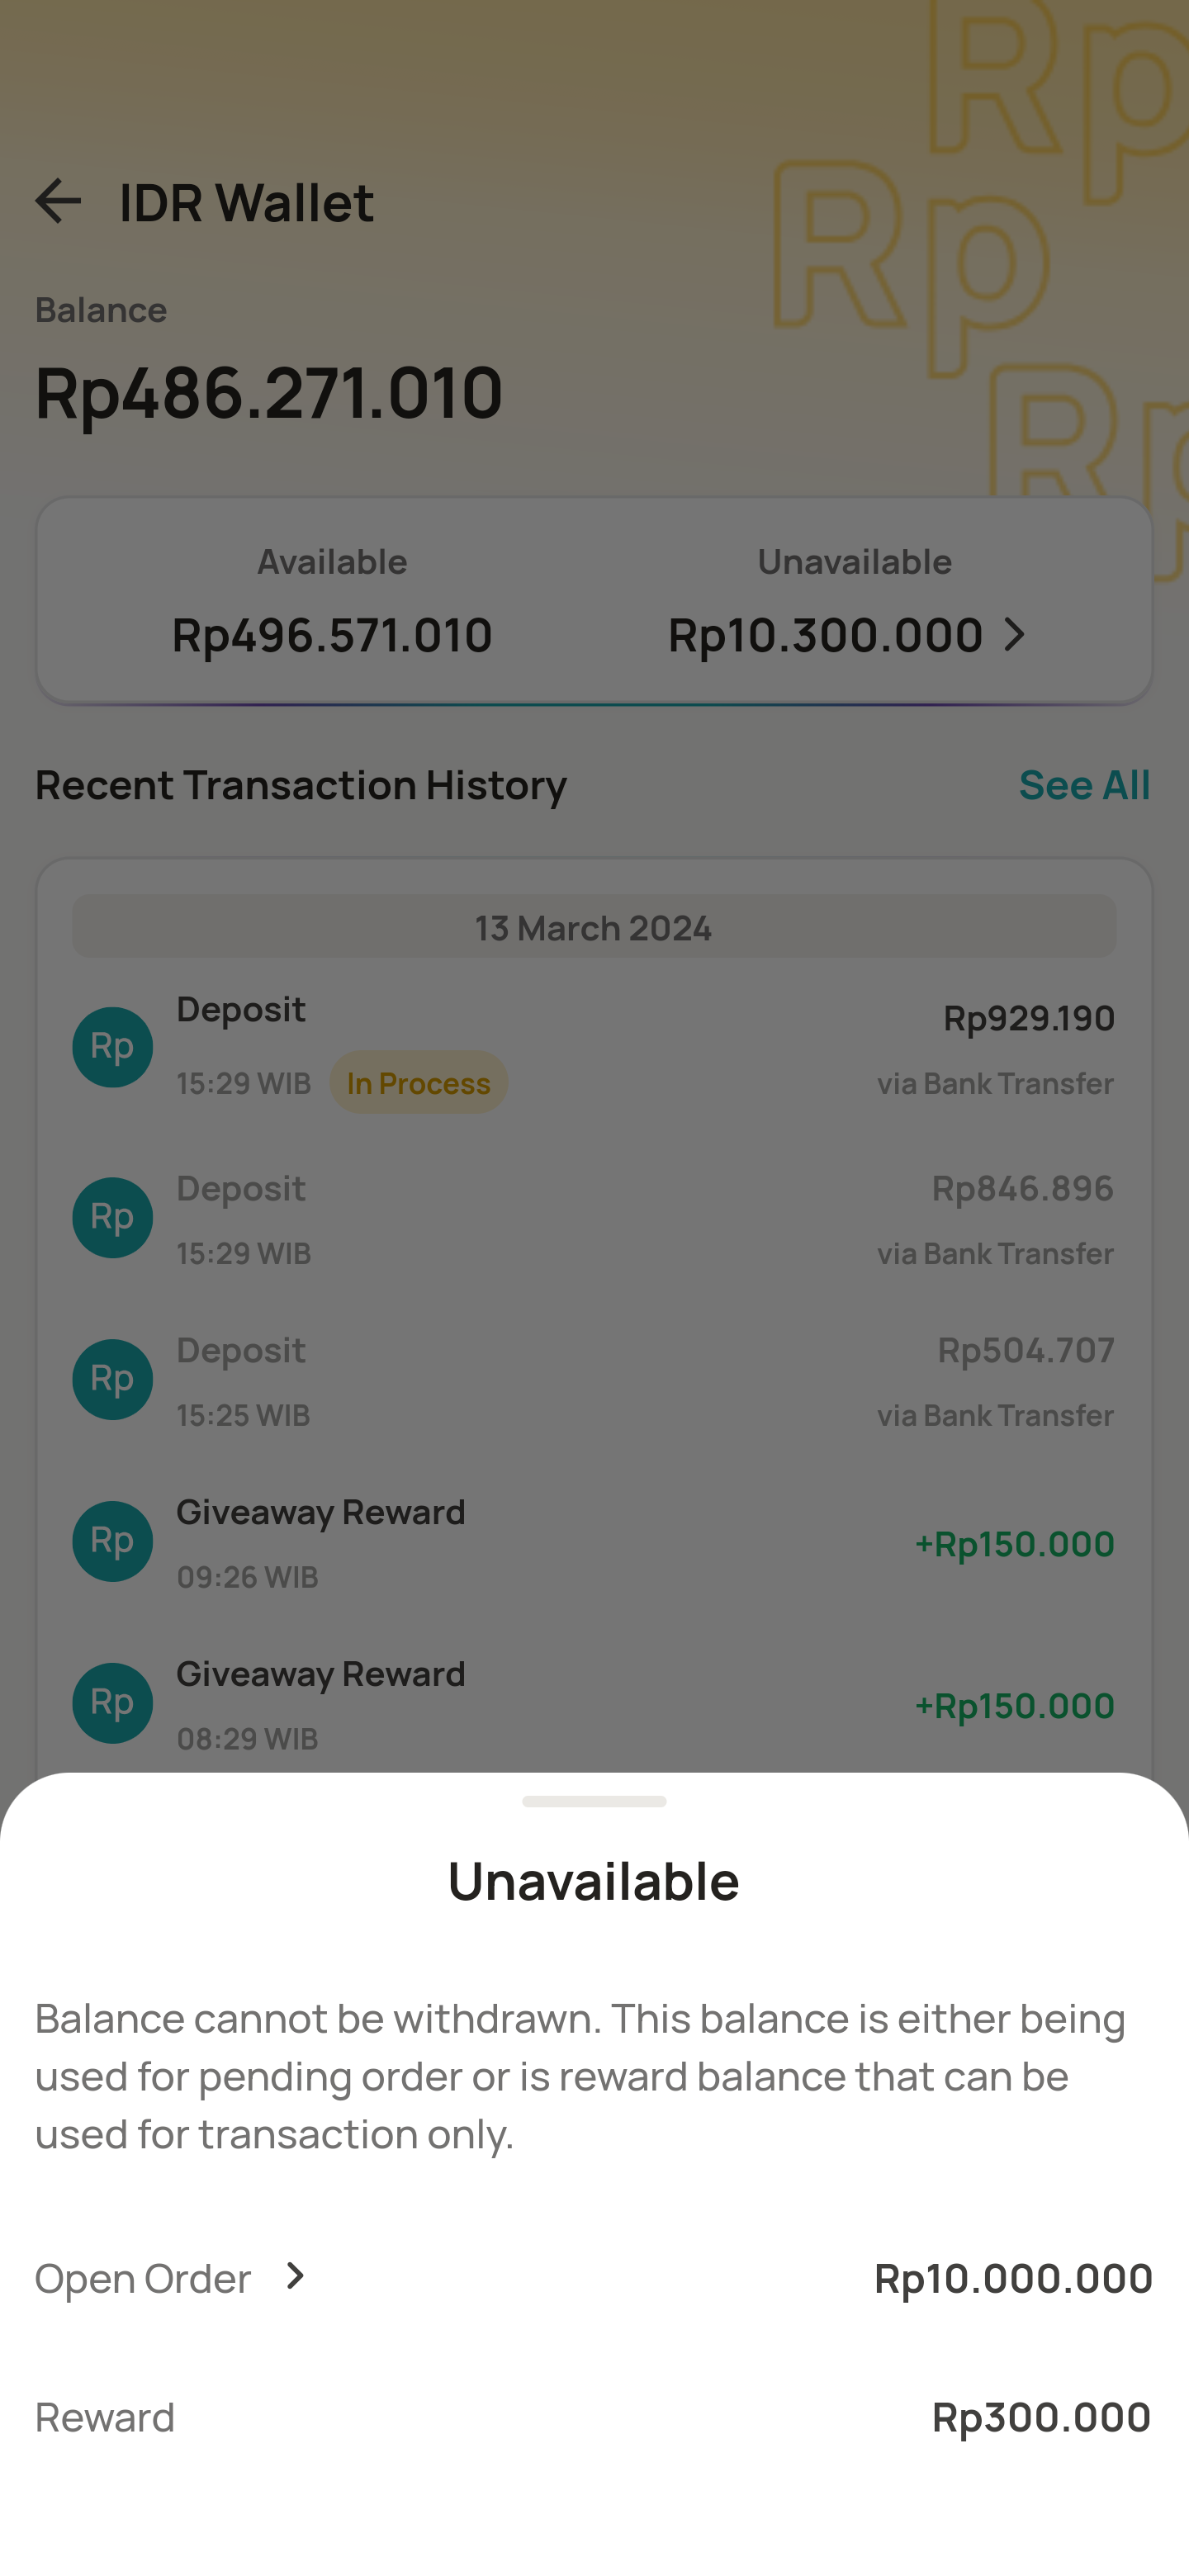 Rp
Rp
Rp
IDR Wallet
Balance
Rp486.271.010
Available
Unavailable
Rp496.571.010
Rp10.300.000
Recent Transaction History
See All
13 March 2024
Rp
Deposit
Rp929.190
15:29 WIB
In Process
via Bank Transfer
Rp
Deposit
Rp846.896
15:29 WIB
via Bank Transfer
Rp
Deposit
Rp504.707
15:25 WIB
via Bank Transfer
Rp
Giveaway Reward
+Rp150.000
09:26 WIB
Rp
Giveaway Reward
+Rp150.000
08:29 WIB
Unavailable
Balance cannot be withdrawn. This balance is either being
used for pending order or is reward balance that can be
used for transaction only.
Open Order
Rp10.000.000
Reward
Rp300.000